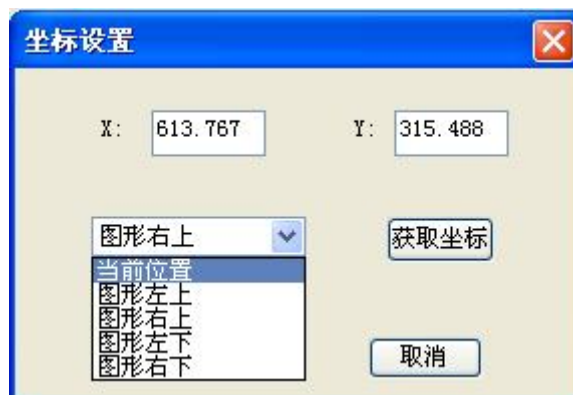 坐标设置
X: 613.767 Y: 315.488
图形右上 获取坐标
当前位置
图形左上
图形右上
图形左下
图形右下
取消